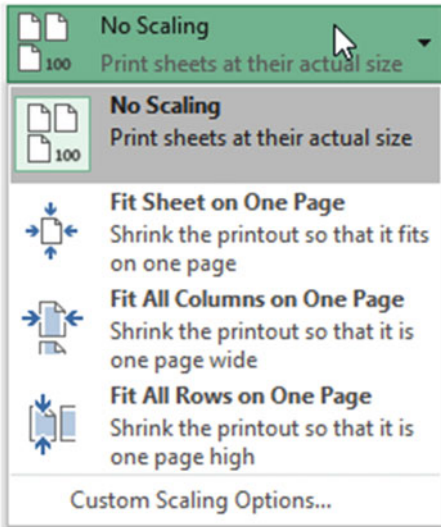 No Scaling
100 Print sheets at their actual size
No Scaling
Print sheets at their actual size
100
Fit Sheet on One Page
Shrink the printout so that it fits
on one page
Fit All Columns on One Page
Shrink the printout so that it is
one page wide
Fit All Rows on One Page
Shrink the printout so that it is
one page high
Custom Scaling Options...